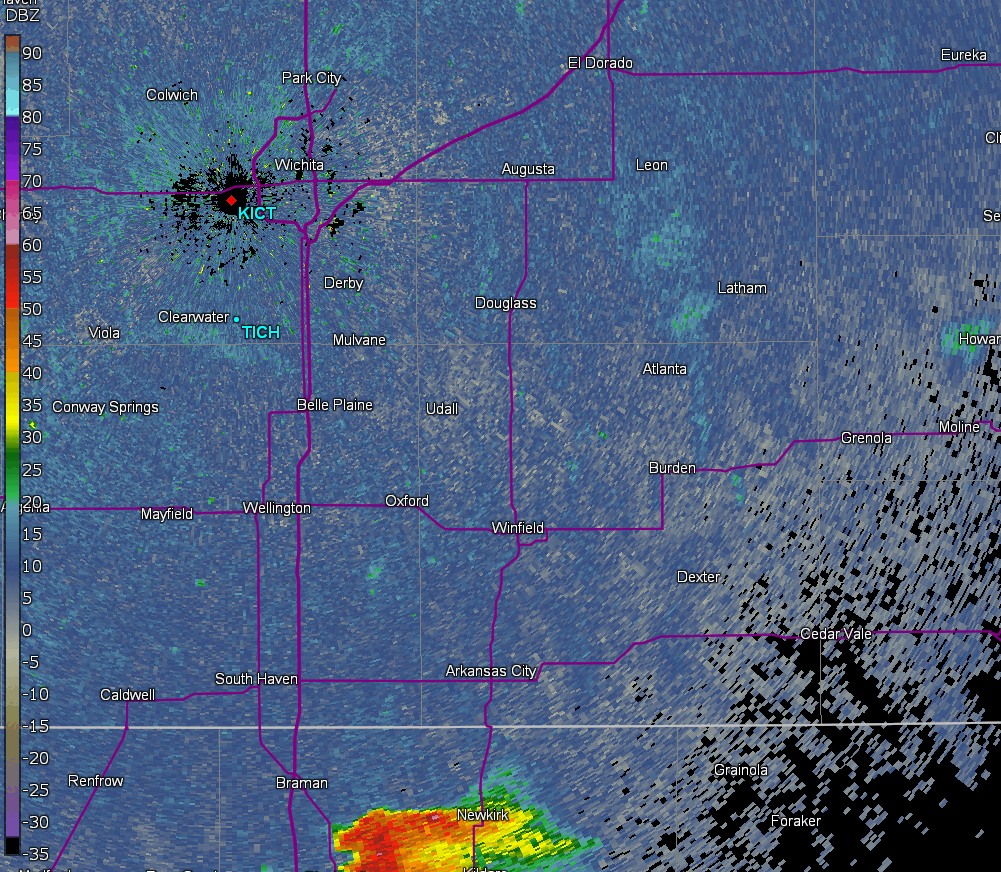 DBZ
90
85
80
75
70
65
60
55
50
45
40
35
30
25
20
15
10
5
0
-5
-10
-15
-20
-25
-30
-35
El Dorado
Eureka
Park City
Colwich
Wichita
Augusta
Leon
KICT
Derby
Latham
Douglass
Clearwater
TICH
Viola
Mulvane
Howar
Atlanta
Conway Springs
Belle Plaine
Udall
Moline
Grenola
Burden
Wellington
Oxford
Mayfield
Winfield
Dexter
Cedar Vale
Arkansas City
South Haven
Caldwell
Grainola
Renfrow
Braman
Newkirk
Foraker